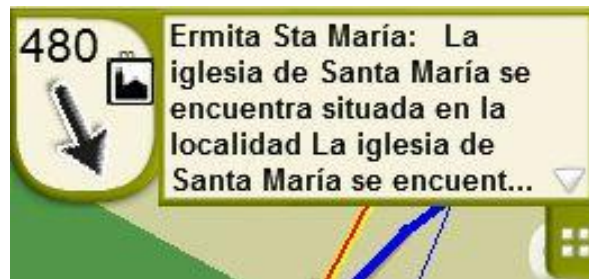 480
Ermita Sta María: La
iglesia de Santa María se
encuentra situada en la
localidad La iglesia de
Santa María se encuent...